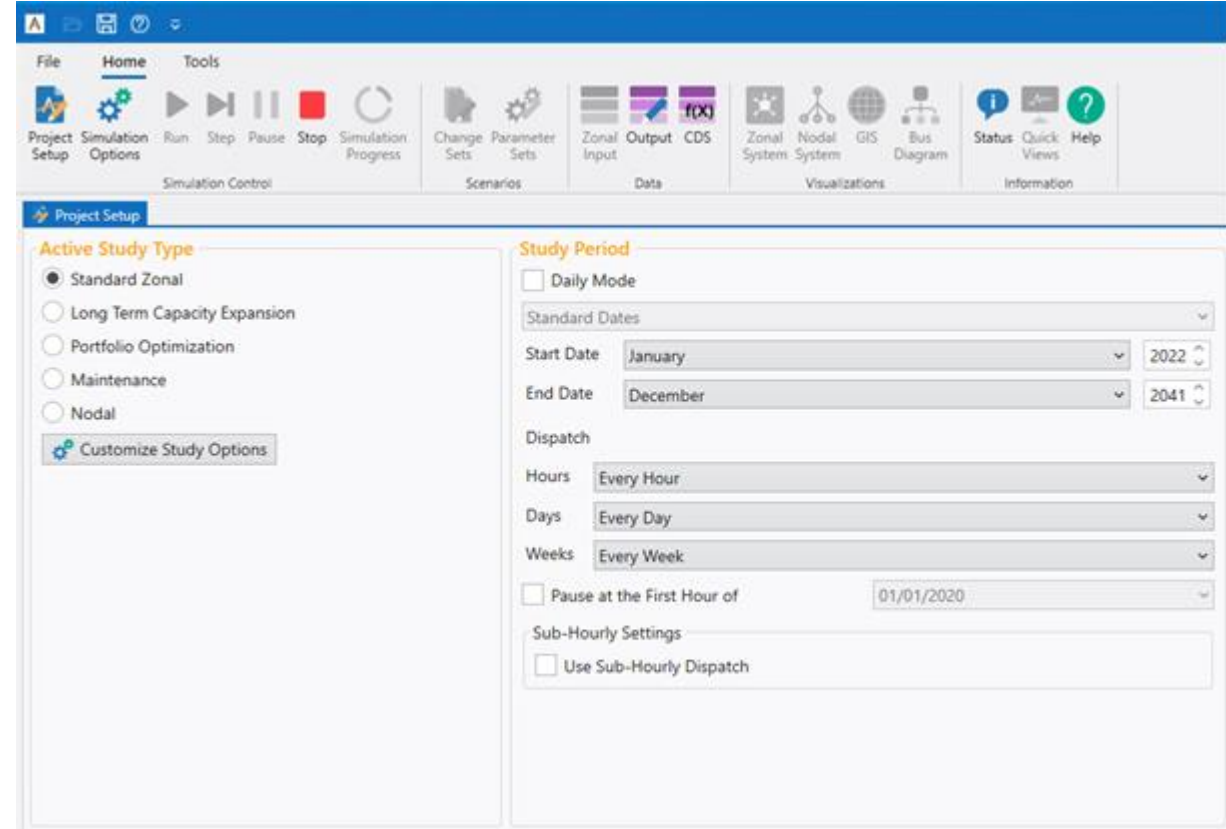 A
File Home Tools
Project Setup
Simulation Options
Run
Step
Pause
Stop
Simulation Progress
Change Sets
Parameter Sets
Zonal Input
Output
f(x)
CDS
Zonal System
Nodal System
GIS
Bus Diagram
Status
Quick Views
Help
Simulation Control
Scenarios
Data
Visualizations
Information
Project Setup
Active Study Type
Standard Zonal
Long Term Capacity Expansion
Portfolio Optimization
Maintenance
Nodal
Customize Study Options
Study Period
Daily Mode
Standard Dates
Start Date January 2022
End Date December 2041
Dispatch
Hours Every Hour
Days Every Day
Weeks Every Week
Pause at the First Hour of 01/01/2020
Sub-Hourly Settings
Use Sub-Hourly Dispatch